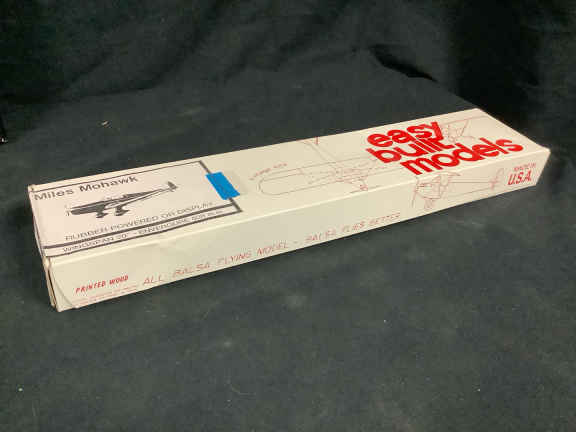 easy
built
models
MADE IN
U.S.A.
Miles Mohawk
RUBBER POWERED OR DISPLAY
PRINTED WOOD
ALL BALSA FLYING MODEL - BALSA FLIES BETTER